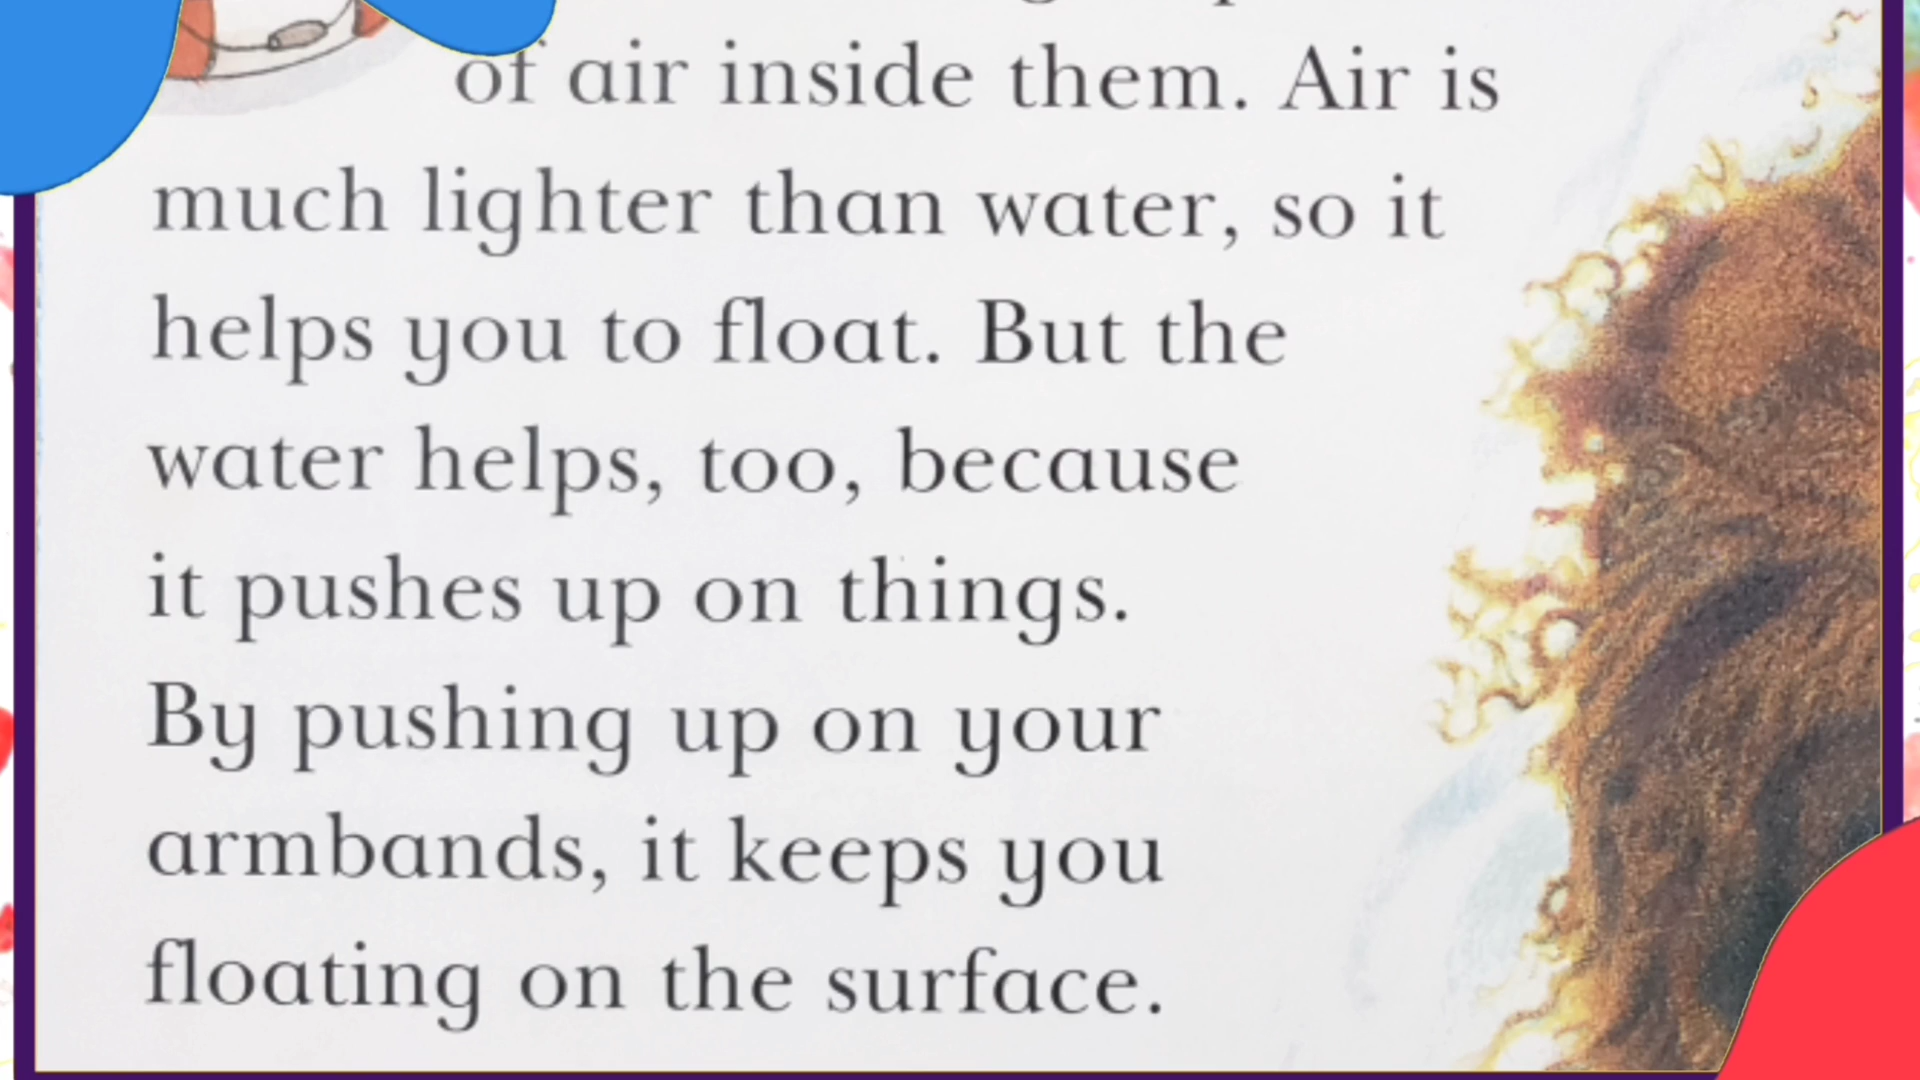 of air inside them. Air is
much lighter than water, so it
helps you to float. But the
water helps, too, because
it pushes up on things.
By pushing up on your
armbands, it keeps you
floating on the surface.